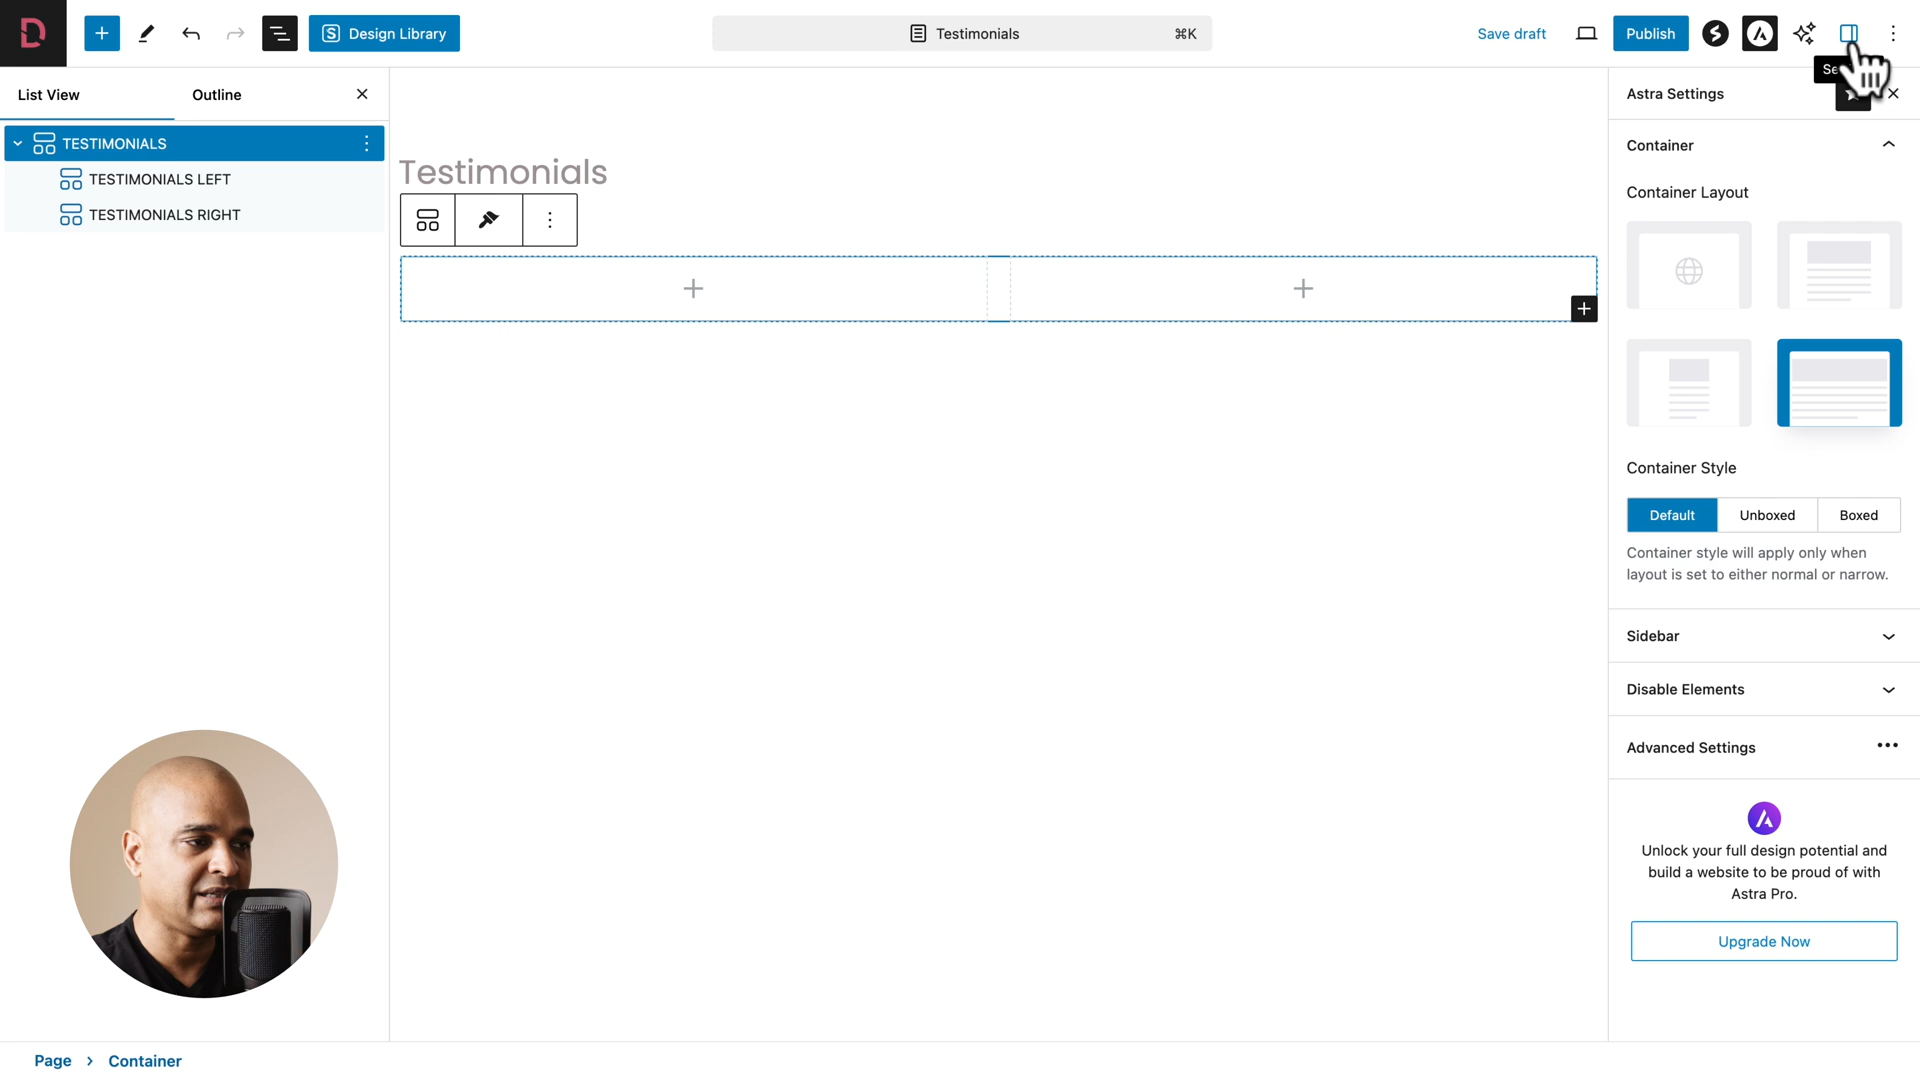 Design Library
Testimonials
⌘K
Save draft
Publish
List View
Outline
Astra Settings
TESTIMONIALS
TESTIMONIALS LEFT
TESTIMONIALS RIGHT
Testimonials
Container
Container Layout
Container Style
Default
Unboxed
Boxed
Container style will apply only when
layout is set to either normal or narrow.
Sidebar
Disable Elements
Advanced Settings
Unlock your full design potential and
build a website to be proud of with
Astra Pro.
Upgrade Now
Page
Container